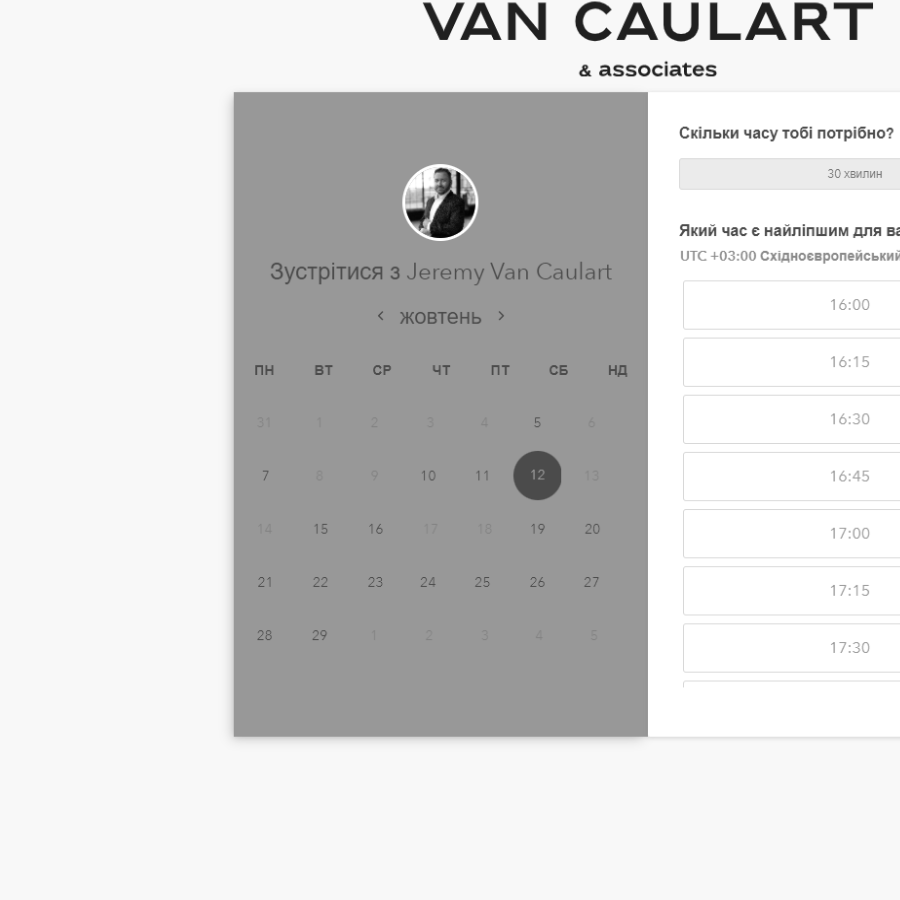 VAN CAULART
& associates
Зустрітися з Jeremy Van Caulart
жовтень
ПН ВТ СР ЧТ ПТ СБ НД
31 1 2 3 4 5 6
7 8 9 10 11 12 13
14 15 16 17 18 19 20
21 22 23 24 25 26 27
28 29 1 2 3 4 5
Скільки часу тобі потрібно?
30 хвилин
Який час є найліпшим для ва
UTC +03:00 Східноєвропейський
16:00
16:15
16:30
16:45
17:00
17:15
17:30